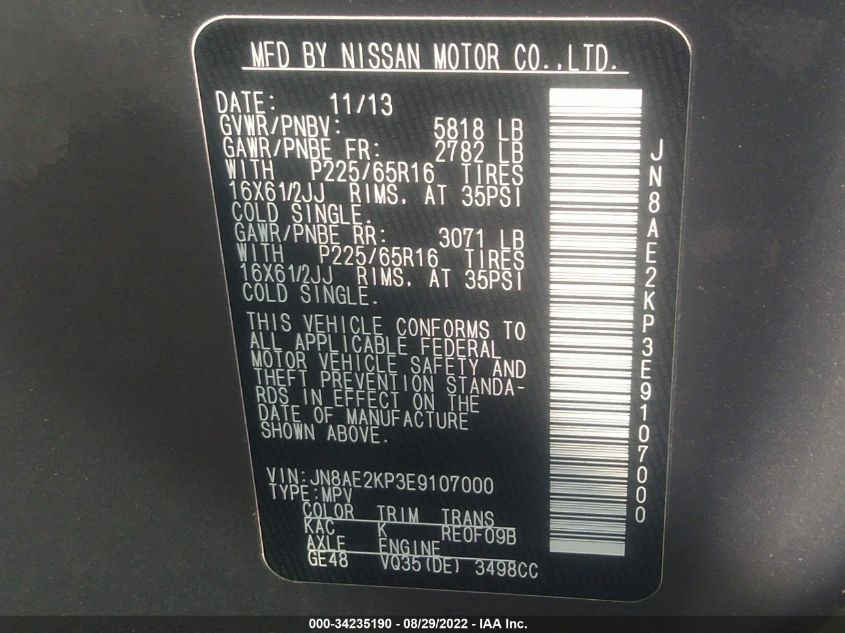 MFD BY NISSAN MOTOR CO.,LTD.
DATE: 11/13
GVWR/PNBV: 5818 LB
GAWR/PNBE FR: 2782 LB
WITH P225/65R16 TIRES
16X61/2JJ RIMS. AT 35PSI
COLD SINGLE.
GAWR/PNBE RR: 3071 LB
WITH P225/65R16 TIRES
16X61/2JJ RIMS. AT 35PSI
COLD SINGLE.
THIS VEHICLE CONFORMS TO
ALL APPLICABLE FEDERAL
MOTOR VEHICLE SAFETY AND
THEFT PREVENTION STANDA-
RDS IN EFFECT ON THE
DATE OF MANUFACTURE
SHOWN ABOVE.
VIN:JN8AE2KP3E9107000
TYPE:MPV
COLOR TRIM TRANS
KAC K RE0F09B
AXLE ENGINE
GE48 VQ35(DE) 3498CC
JN8AE2KP3E9107000
000-34235190 - 08/29/2022 - IAA Inc.